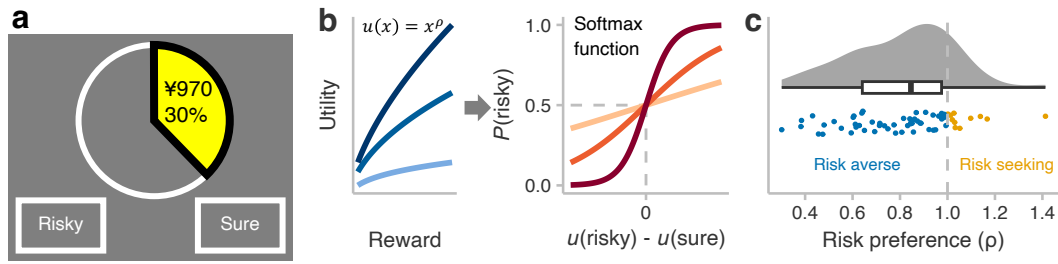 a
¥970
30%
Risky
Sure
b
u(x) = x^ρ
Utility
Reward
Softmax
function
P(risky)
1.0
0.5
0.0
0
u(risky) - u(sure)
c
Risk averse
Risk seeking
0.4 0.6 0.8 1.0 1.2 1.4
Risk preference (ρ)